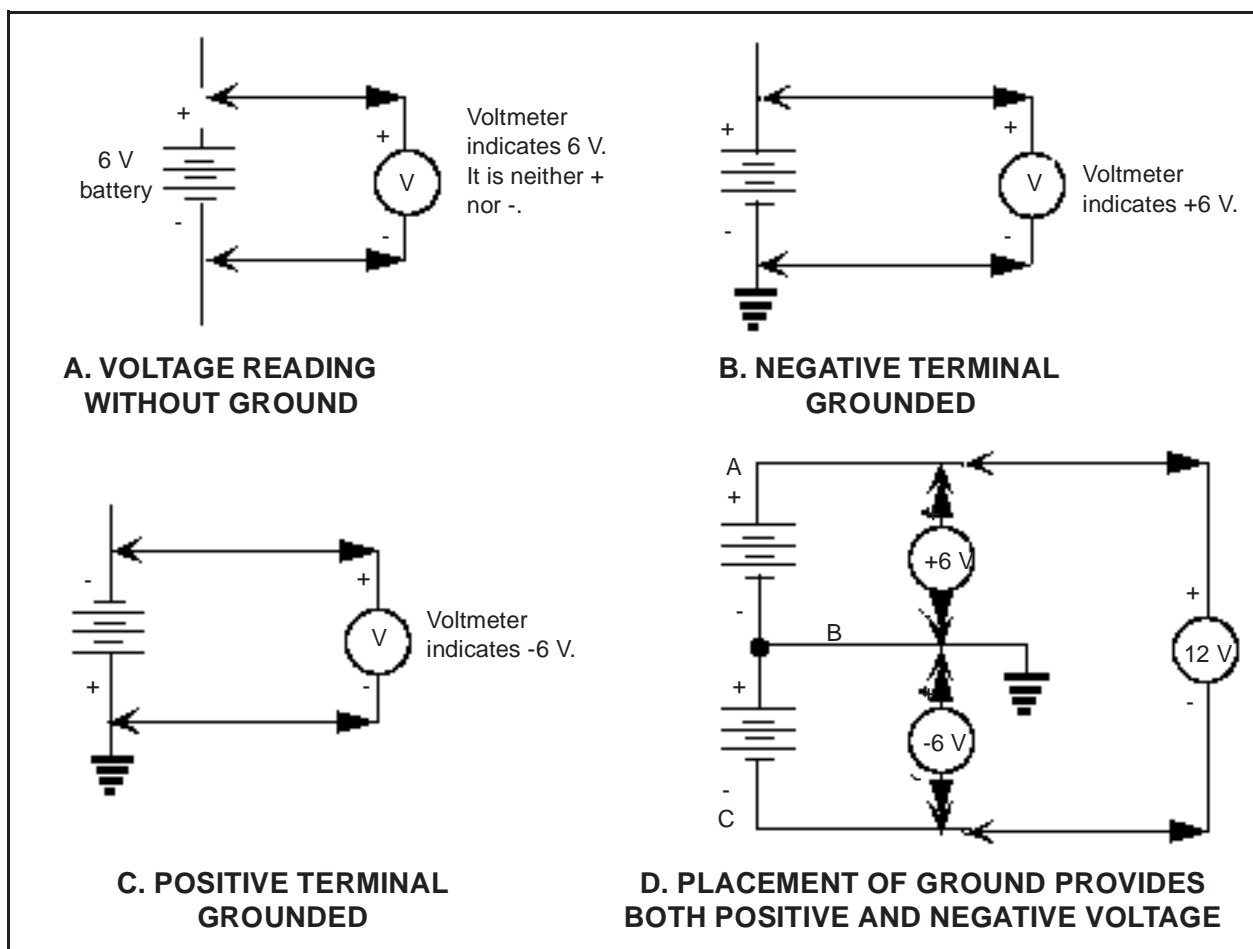 +
6 V
battery
-
+
V
-
Voltmeter
indicates 6 V.
It is neither +
nor -.
A. VOLTAGE READING
WITHOUT GROUND
+
-
+
V
-
Voltmeter
indicates +6 V.
B. NEGATIVE TERMINAL
GROUNDED
-
+
+
V
-
Voltmeter
indicates -6 V.
C. POSITIVE TERMINAL
GROUNDED
A
+
-
+6 V
B
+
-
C
-6 V
+
12 V
-
D. PLACEMENT OF GROUND PROVIDES
BOTH POSITIVE AND NEGATIVE VOLTAGE